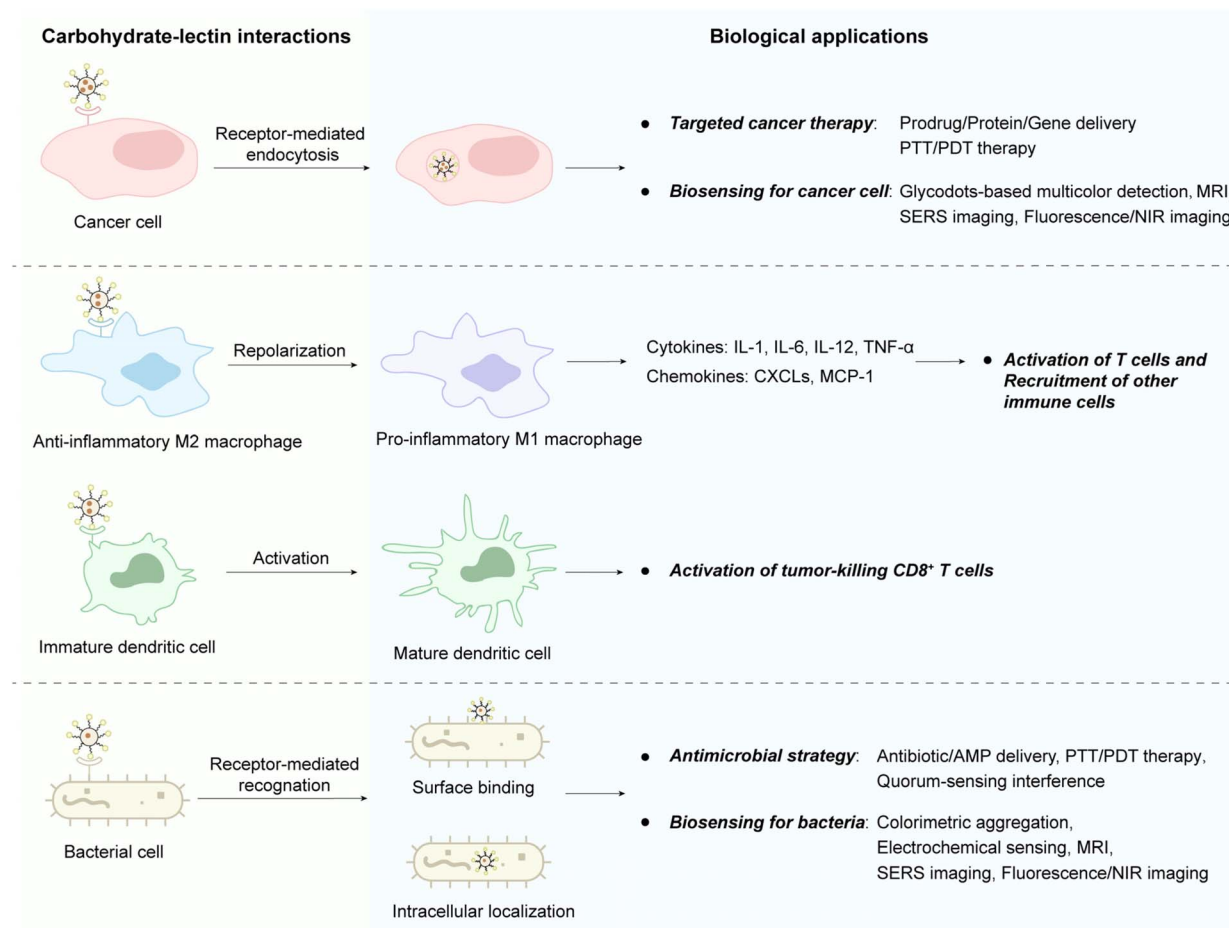 Carbohydrate-lectin interactions
Biological applications
Receptor-mediated
endocytosis
Cancer cell
● Targeted cancer therapy: Prodrug/Protein/Gene delivery
PTT/PDT therapy
● Biosensing for cancer cell: Glycodots-based multicolor detection, MRI
SERS imaging, Fluorescence/NIR imaging
Repolarization
Anti-inflammatory M2 macrophage
Pro-inflammatory M1 macrophage
Cytokines: IL-1, IL-6, IL-12, TNF-α
Chemokines: CXCLs, MCP-1
● Activation of T cells and
Recruitment of other
immune cells
Activation
Immature dendritic cell
Mature dendritic cell
● Activation of tumor-killing CD8⁺ T cells
Receptor-mediated
recognation
Bacterial cell
Surface binding
Intracellular localization
● Antimicrobial strategy: Antibiotic/AMP delivery, PTT/PDT therapy,
Quorum-sensing interference
● Biosensing for bacteria: Colorimetric aggregation,
Electrochemical sensing, MRI,
SERS imaging, Fluorescence/NIR imaging